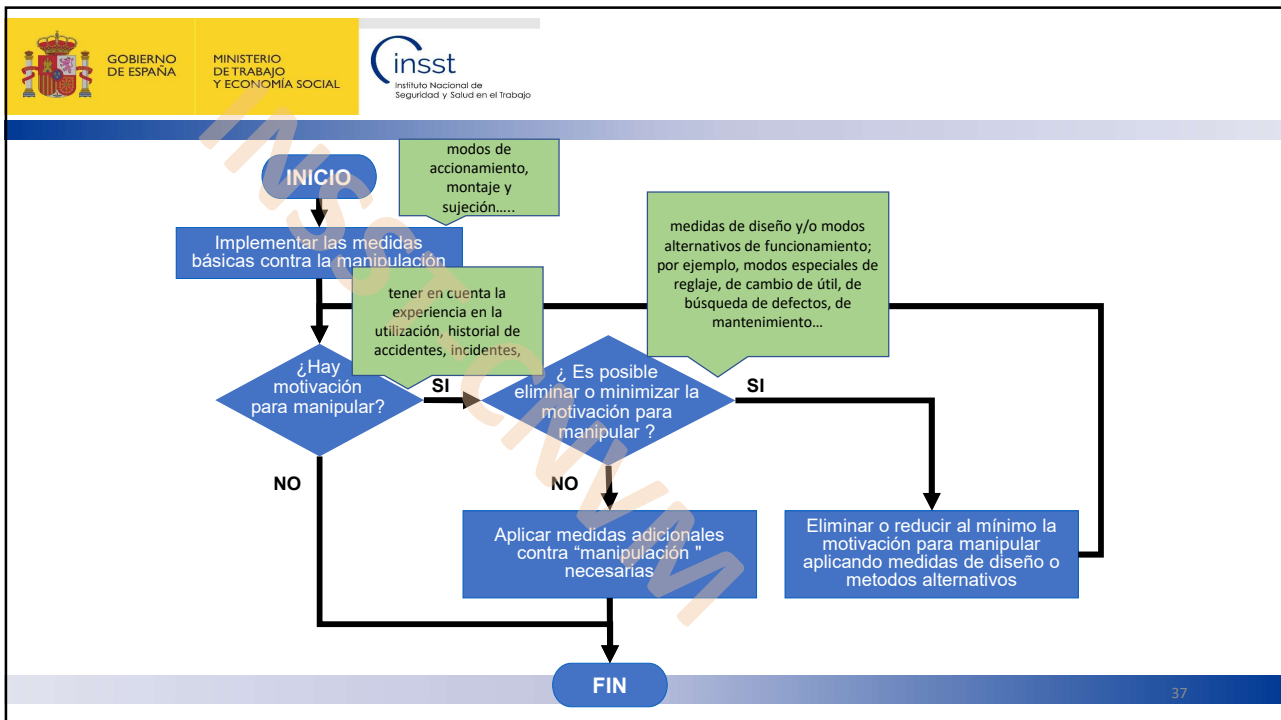 GOBIERNO
DE ESPAÑA
MINISTERIO
DE TRABAJO
Y ECONOMÍA SOCIAL
insst
Instituto Nacional de
Seguridad y Salud en el Trabajo
INICIO
modos de
accionamiento,
montaje y
sujeción…..
Implementar las medidas
básicas contra la manipulación
tener en cuenta la
experiencia en la
utilización, historial de
accidentes, incidentes,
medidas de diseño y/o modos
alternativos de funcionamiento;
por ejemplo, modos especiales de
reglaje, de cambio de útil, de
búsqueda de defectos, de
mantenimiento…
¿Hay
motivación
para manipular?
SI
¿ Es posible
eliminar o minimizar la
motivación para
manipular ?
SI
NO
NO
Aplicar medidas adicionales
contra “manipulación "
necesarias
Eliminar o reducir al mínimo la
motivación para manipular
aplicando medidas de diseño o
metodos alternativos
FIN
37
INSST-CNVM